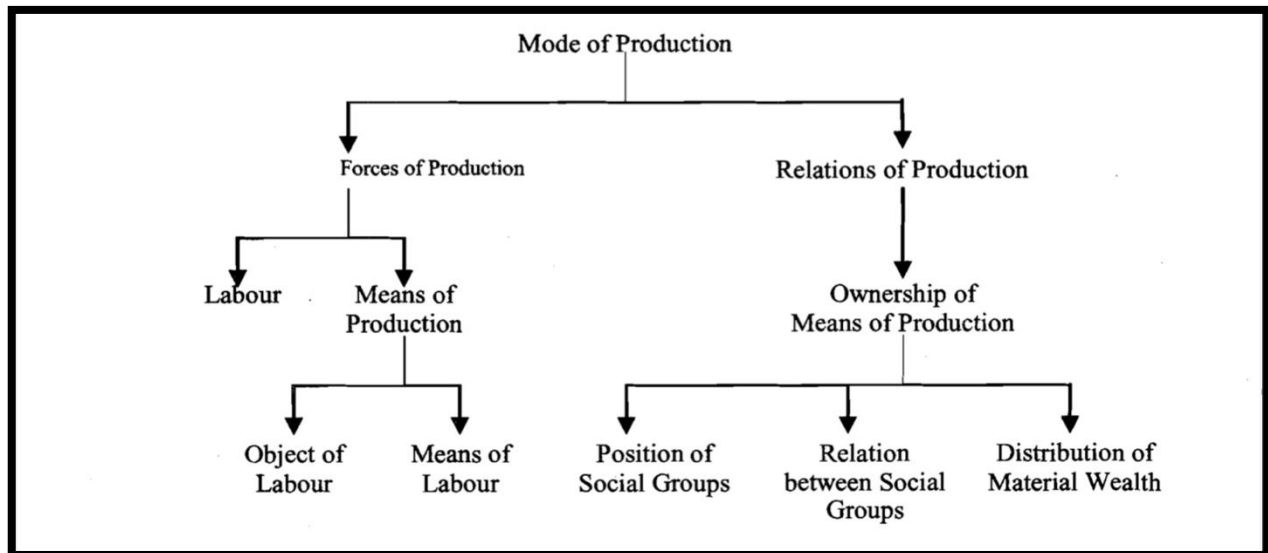 Mode of Production
Forces of Production
Relations of Production
Labour
Means of
Production
Ownership of
Means of Production
Object of
Labour
Means of
Labour
Position of
Social Groups
Relation
between Social
Groups
Distribution of
Material Wealth